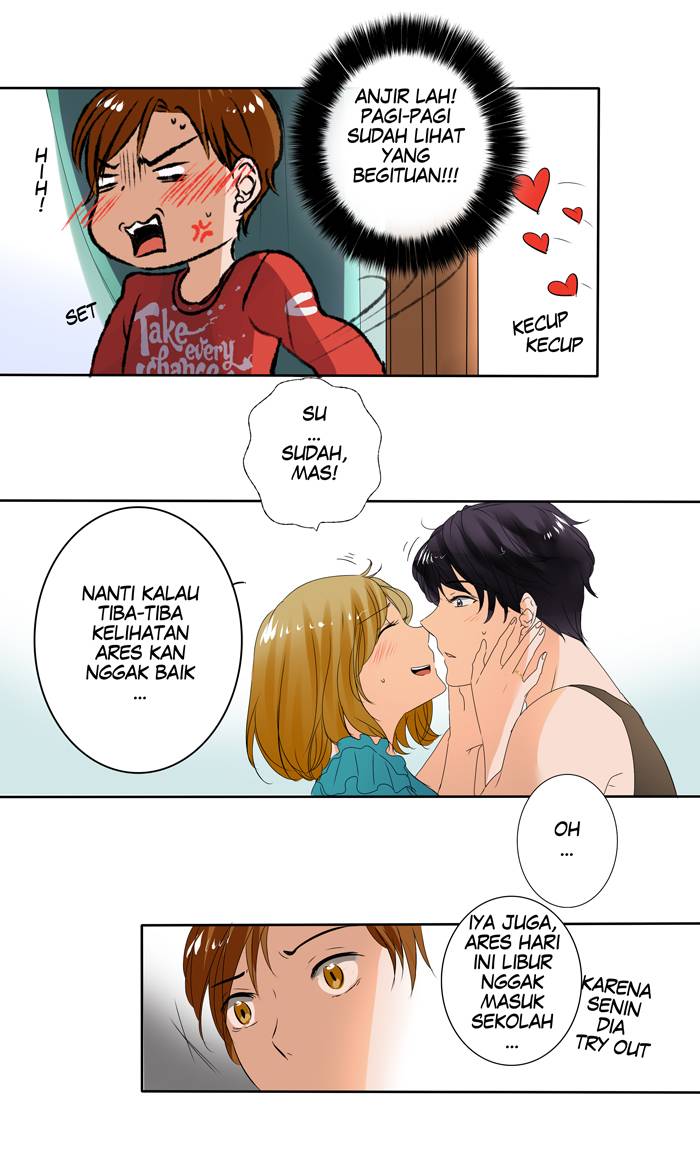 ANJIR LAH!
PAGI-PAGI
SUDAH LIHAT
YANG
BEGITUAN!!!
HIH!
SET
Take
every
chance
KECUP
KECUP
SU
...
SUDAH,
MAS!
NANTI KALAU
TIBA-TIBA
KELIHATAN
ARES KAN
NGGAK BAIK
...
OH
...
IYA JUGA,
ARES HARI
INI LIBUR
NGGAK
MASUK
SEKOLAH
...
KARENA
SENIN
DIA
TRY OUT